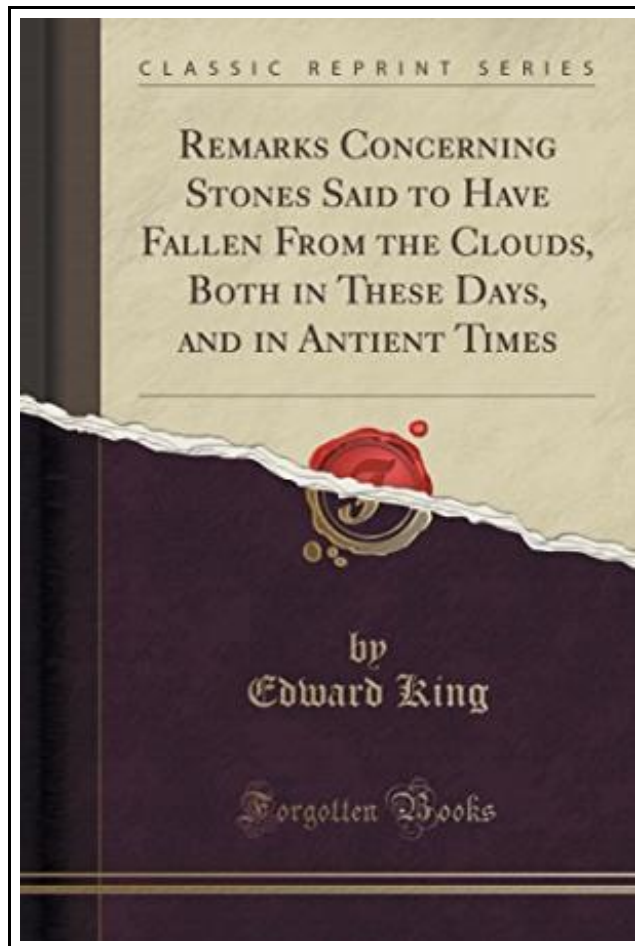 CLASSIC REPRINT SERIES
REMARKS CONCERNING
STONES SAID TO HAVE
FALLEN FROM THE CLOUDS,
BOTH IN THESE DAYS,
AND IN ANTIENT TIMES
by
Edward King
Forgotten Books